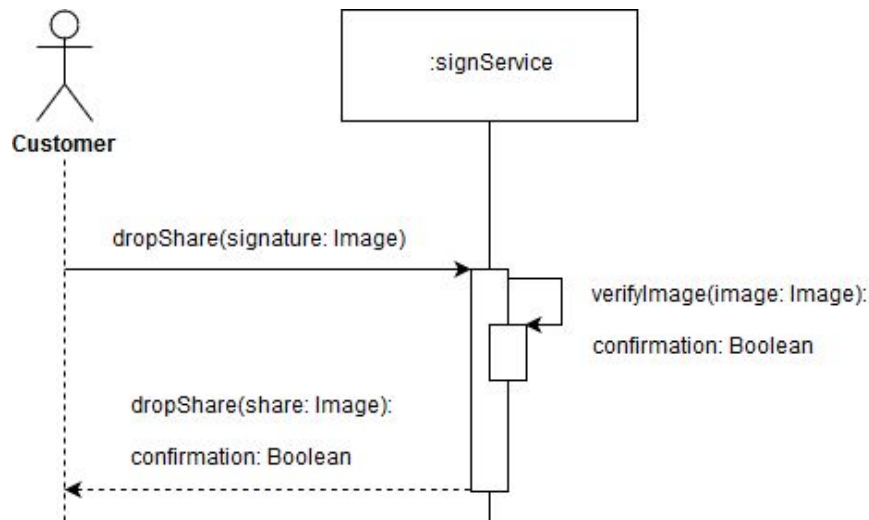 :signService
Customer
dropShare(signature: Image)
verifyImage(image: Image):
confirmation: Boolean
dropShare(share: Image):
confirmation: Boolean